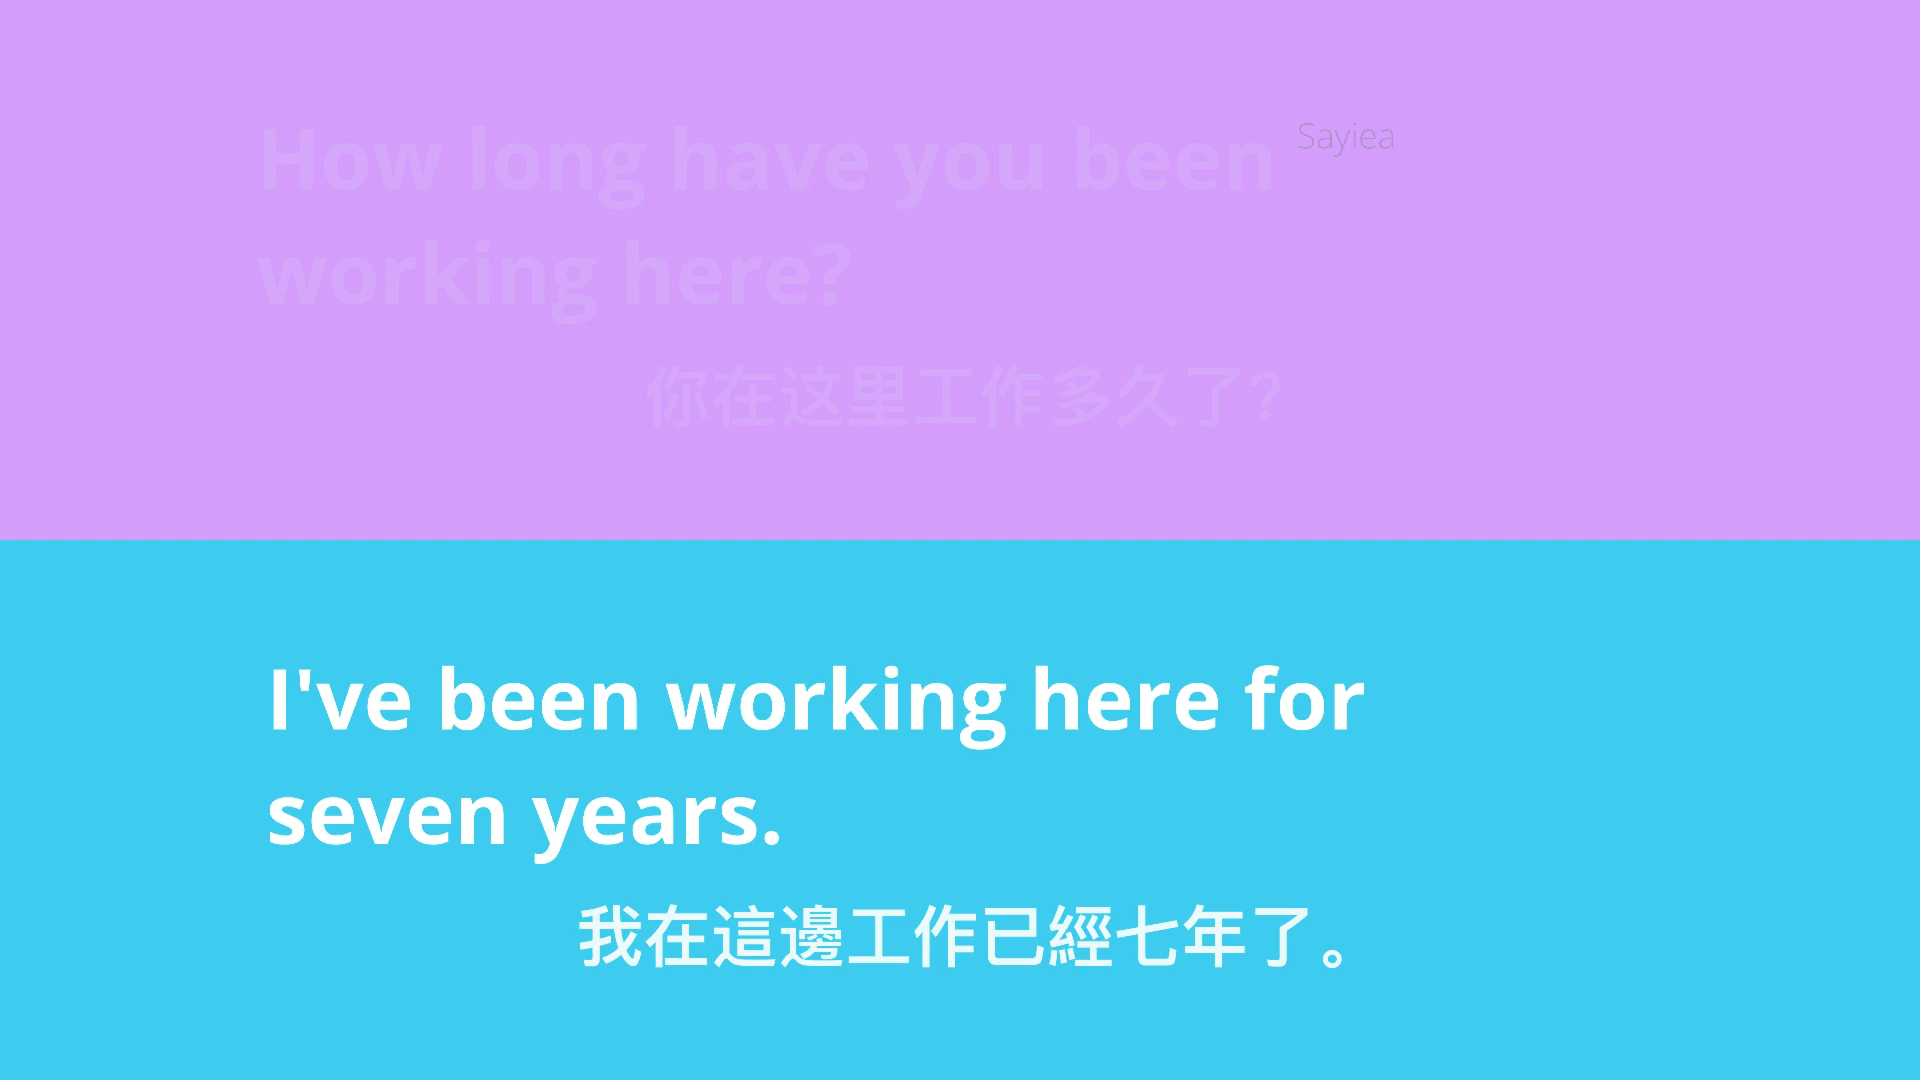 How long have you been
Sayiea
working here?
你在这里工作多久了？
I've been working here for
seven years.
我在這邊工作已經七年了。